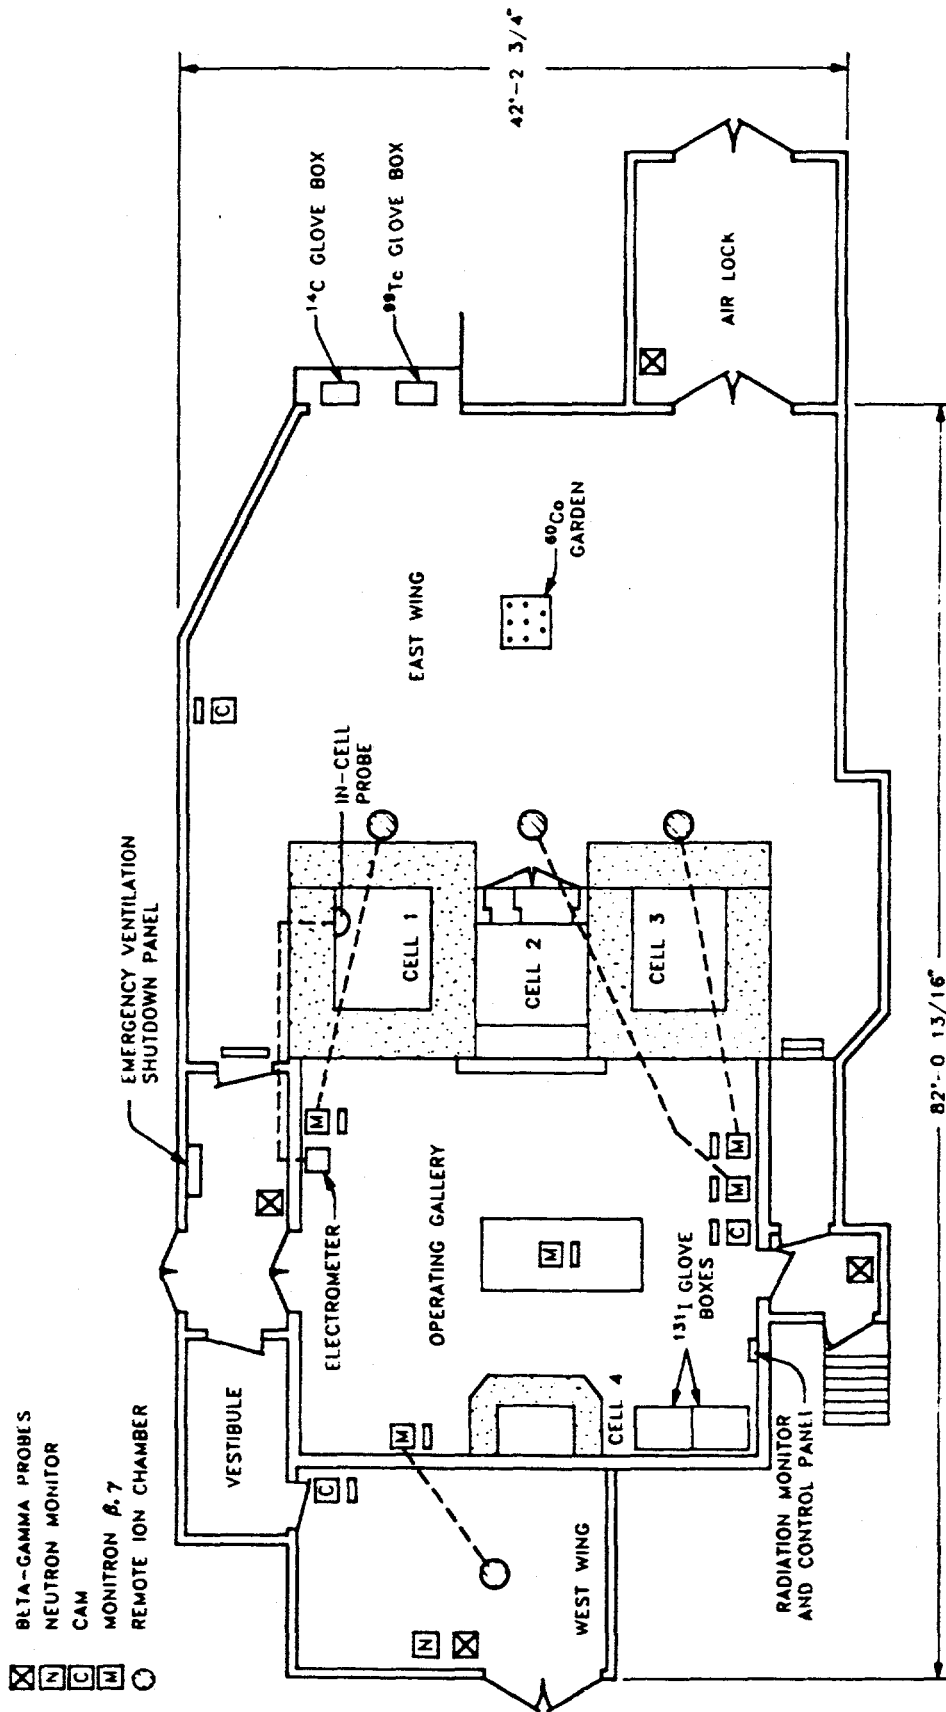 BETA-GAMMA PROBES
N NEUTRON MONITOR
C CAM
M MONITRON β,γ
REMOTE ION CHAMBER
EMERGENCY VENTILATION
SHUTDOWN PANEL
VESTIBULE
ELECTROMETER
M
IN-CELL
PROBE
C
¹⁴C GLOVE BOX
⁹⁹Tc GLOVE BOX
42'-2 3/4"
C
M
OPERATING GALLERY
M
CELL 1
CELL 2
CELL 3
EAST WING
⁶⁰Co
GARDEN
AIR LOCK
N
WEST WING
CELL 4
¹³¹I GLOVE
BOXES
C
M
M
RADIATION MONITOR
AND CONTROL PANEL
82'-0 13/16"